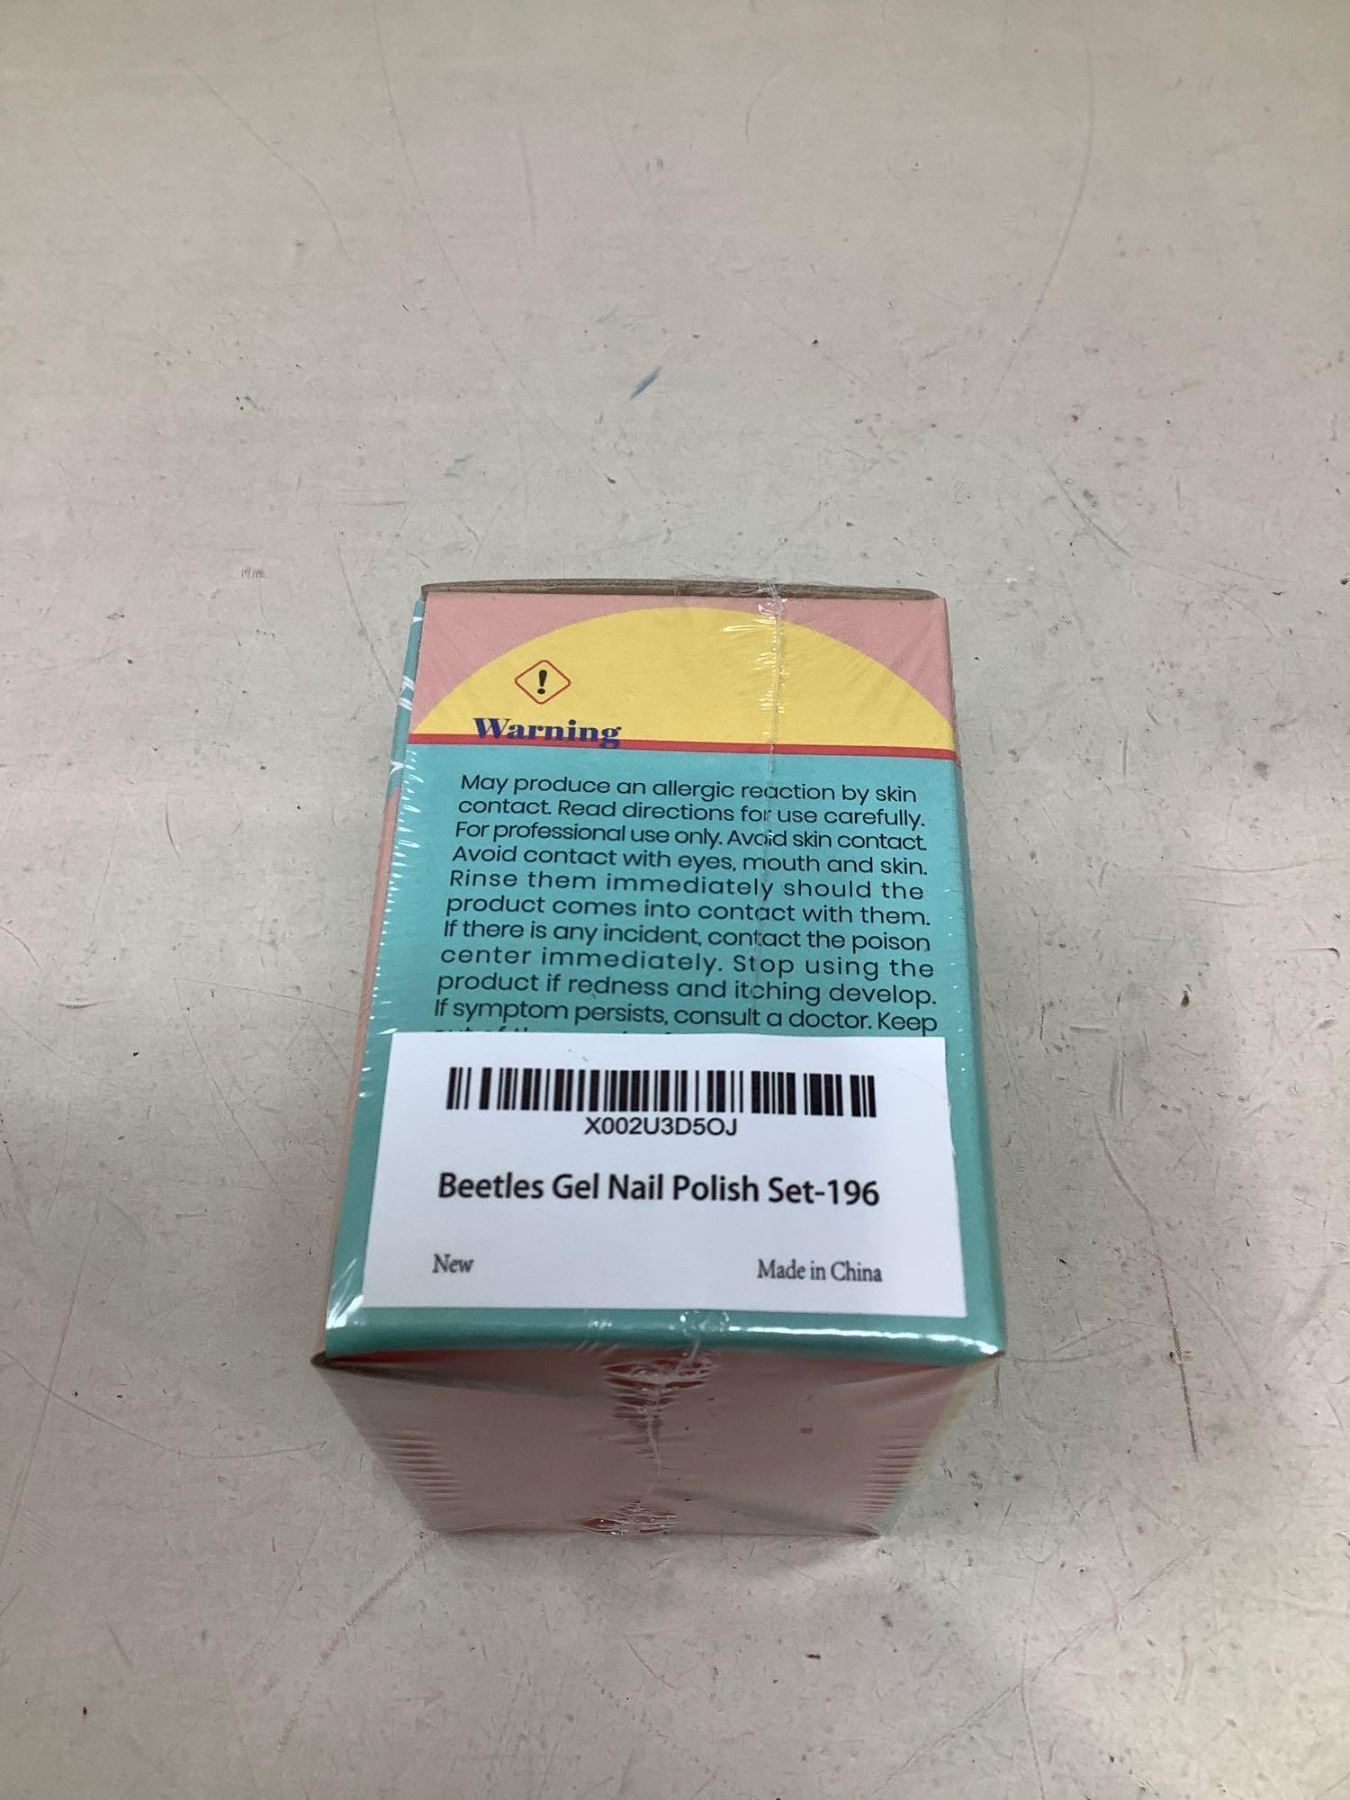 Warning
May produce an allergic reaction by skin
contact. Read directions for use carefully.
For professional use only. Avoid skin contact.
Avoid contact with eyes, mouth and skin.
Rinse them immediately should the
product comes into contact with them.
If there is any incident, contact the poison
center immediately. Stop using the
product if redness and itching develop.
If symptom persists, consult a doctor. Keep
X002U3D5OJ
Beetles Gel Nail Polish Set-196
New Made in China